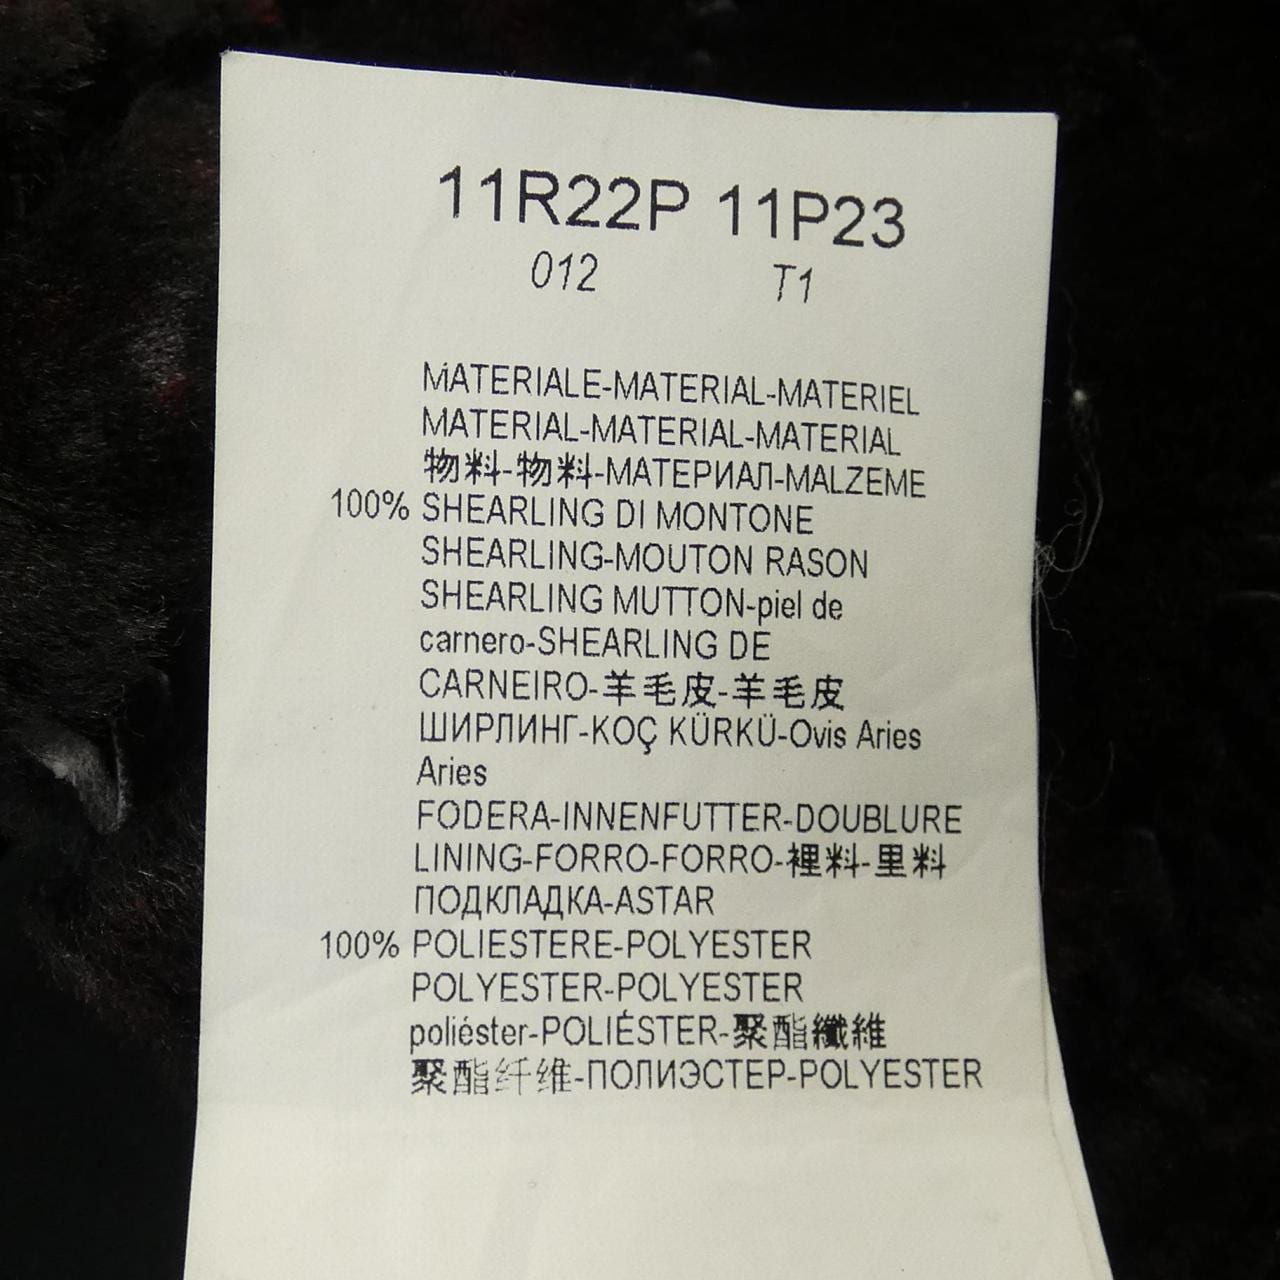 11R22P 11P23
012 T1
MATERIALE-MATERIAL-MATERIEL
MATERIAL-MATERIAL-MATERIAL
物料-物料-МАТЕРИАЛ-MALZEME
100% SHEARLING DI MONTONE
SHEARLING-MOUTON RASON
SHEARLING MUTTON-piel de
carnero-SHEARLING DE
CARNEIRO-羊毛皮-羊毛皮
ШИРЛИНГ-KOÇ KÜRKÜ-Ovis Aries
Aries
FODERA-INNENFUTTER-DOUBLURE
LINING-FORRO-FORRO-裡料-里料
ПОДКЛАДКА-ASTAR
100% POLIESTERE-POLYESTER
POLYESTER-POLYESTER
poliéster-POLIÉSTER-聚酯纖維
聚酯纤维-ПОЛИЭСТЕР-POLYESTER